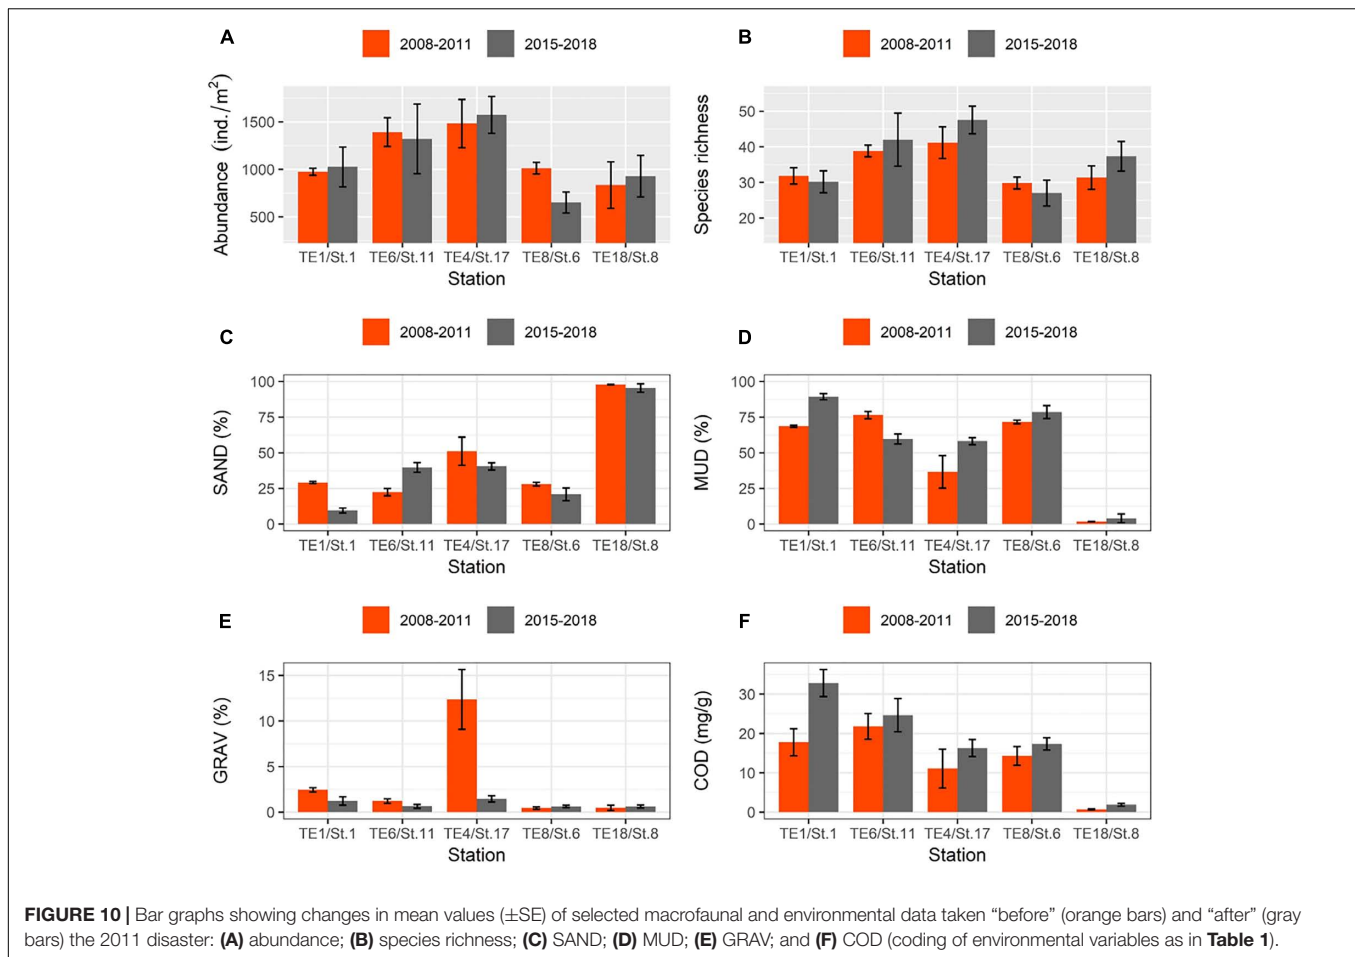 A
2008-2011 2015-2018
Abundance (ind./m²)
1500
1000
500
TE1/St.1 TE6/St.11 TE4/St.17 TE8/St.6 TE18/St.8
Station
B
2008-2011 2015-2018
Species richness
50
40
30
20
TE1/St.1 TE6/St.11 TE4/St.17 TE8/St.6 TE18/St.8
Station
C
2008-2011 2015-2018
SAND (%)
100
75
50
25
0
TE1/St.1 TE6/St.11 TE4/St.17 TE8/St.6 TE18/St.8
Station
D
2008-2011 2015-2018
MUD (%)
100
75
50
25
0
TE1/St.1 TE6/St.11 TE4/St.17 TE8/St.6 TE18/St.8
Station
E
2008-2011 2015-2018
GRAV (%)
15
10
5
0
TE1/St.1 TE6/St.11 TE4/St.17 TE8/St.6 TE18/St.8
Station
F
2008-2011 2015-2018
COD (mg/g)
30
20
10
0
TE1/St.1 TE6/St.11 TE4/St.17 TE8/St.6 TE18/St.8
Station
FIGURE 10 | Bar graphs showing changes in mean values (±SE) of selected macrofaunal and environmental data taken “before” (orange bars) and “after” (gray
bars) the 2011 disaster: (A) abundance; (B) species richness; (C) SAND; (D) MUD; (E) GRAV; and (F) COD (coding of environmental variables as in Table 1).